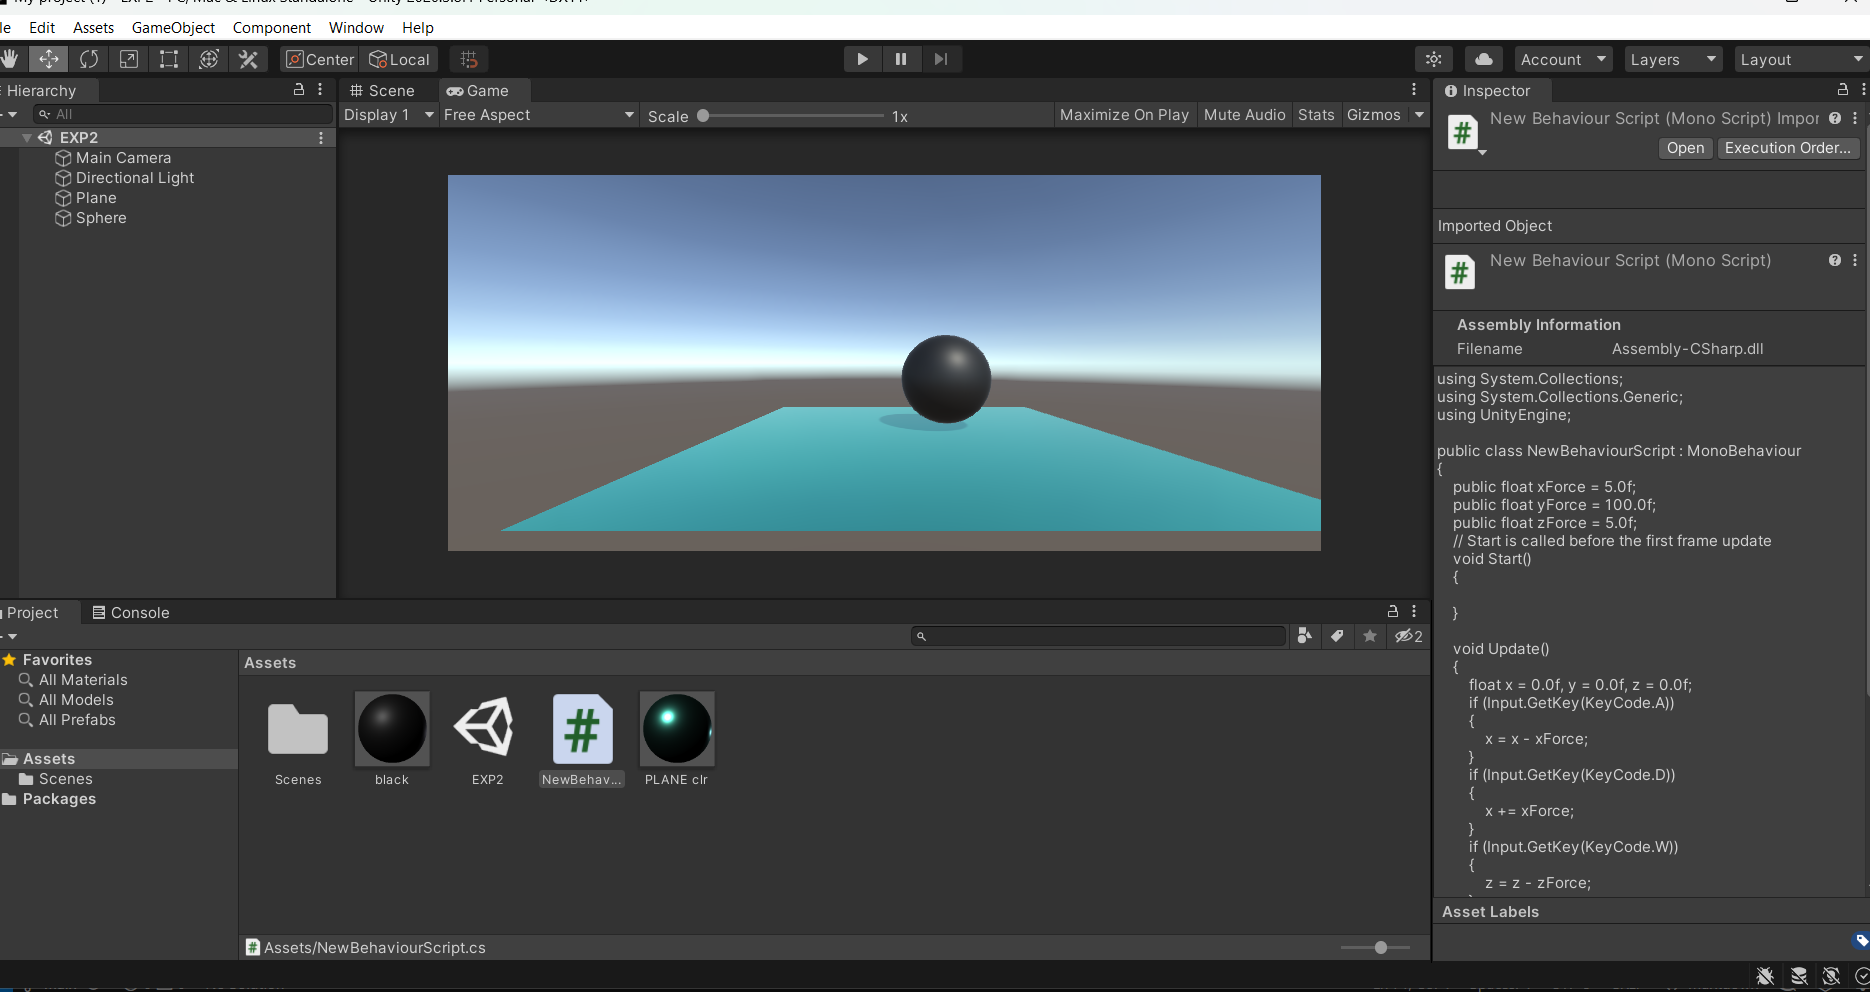 Edit Assets GameObject Component Window Help
Center Local Account Layers Layout
Hierarchy
All
EXP2
Main Camera
Directional Light
Plane
Sphere
Scene Game
Display 1 Free Aspect Scale 1x Maximize On Play Mute Audio Stats Gizmos
Project Console
2
Favorites
All Materials
All Models
All Prefabs
Assets
Scenes
Packages
Assets
Scenes black EXP2 NewBehav... PLANE clr
Assets/NewBehaviourScript.cs
Inspector
New Behaviour Script (Mono Script) Impor
Open Execution Order...
Imported Object
New Behaviour Script (Mono Script)
Assembly Information
Filename Assembly-CSharp.dll
using System.Collections;
using System.Collections.Generic;
using UnityEngine;
public class NewBehaviourScript : MonoBehaviour
{
public float xForce = 5.0f;
public float yForce = 100.0f;
public float zForce = 5.0f;
// Start is called before the first frame update
void Start()
{
}
void Update()
{
float x = 0.0f, y = 0.0f, z = 0.0f;
if (Input.GetKey(KeyCode.A))
{
x = x - xForce;
}
if (Input.GetKey(KeyCode.D))
{
x += xForce;
}
if (Input.GetKey(KeyCode.W))
{
z = z - zForce;
Asset Labels